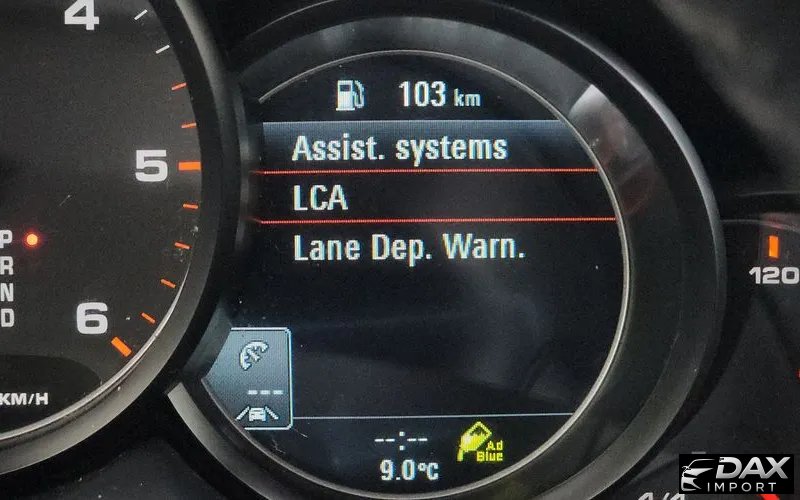 4
5
6
P
R
N
D
KM/H
103 km
Assist. systems
LCA
Lane Dep. Warn.
---
--:--
Ad
Blue
9.0°C
120
DAX
IMPORT